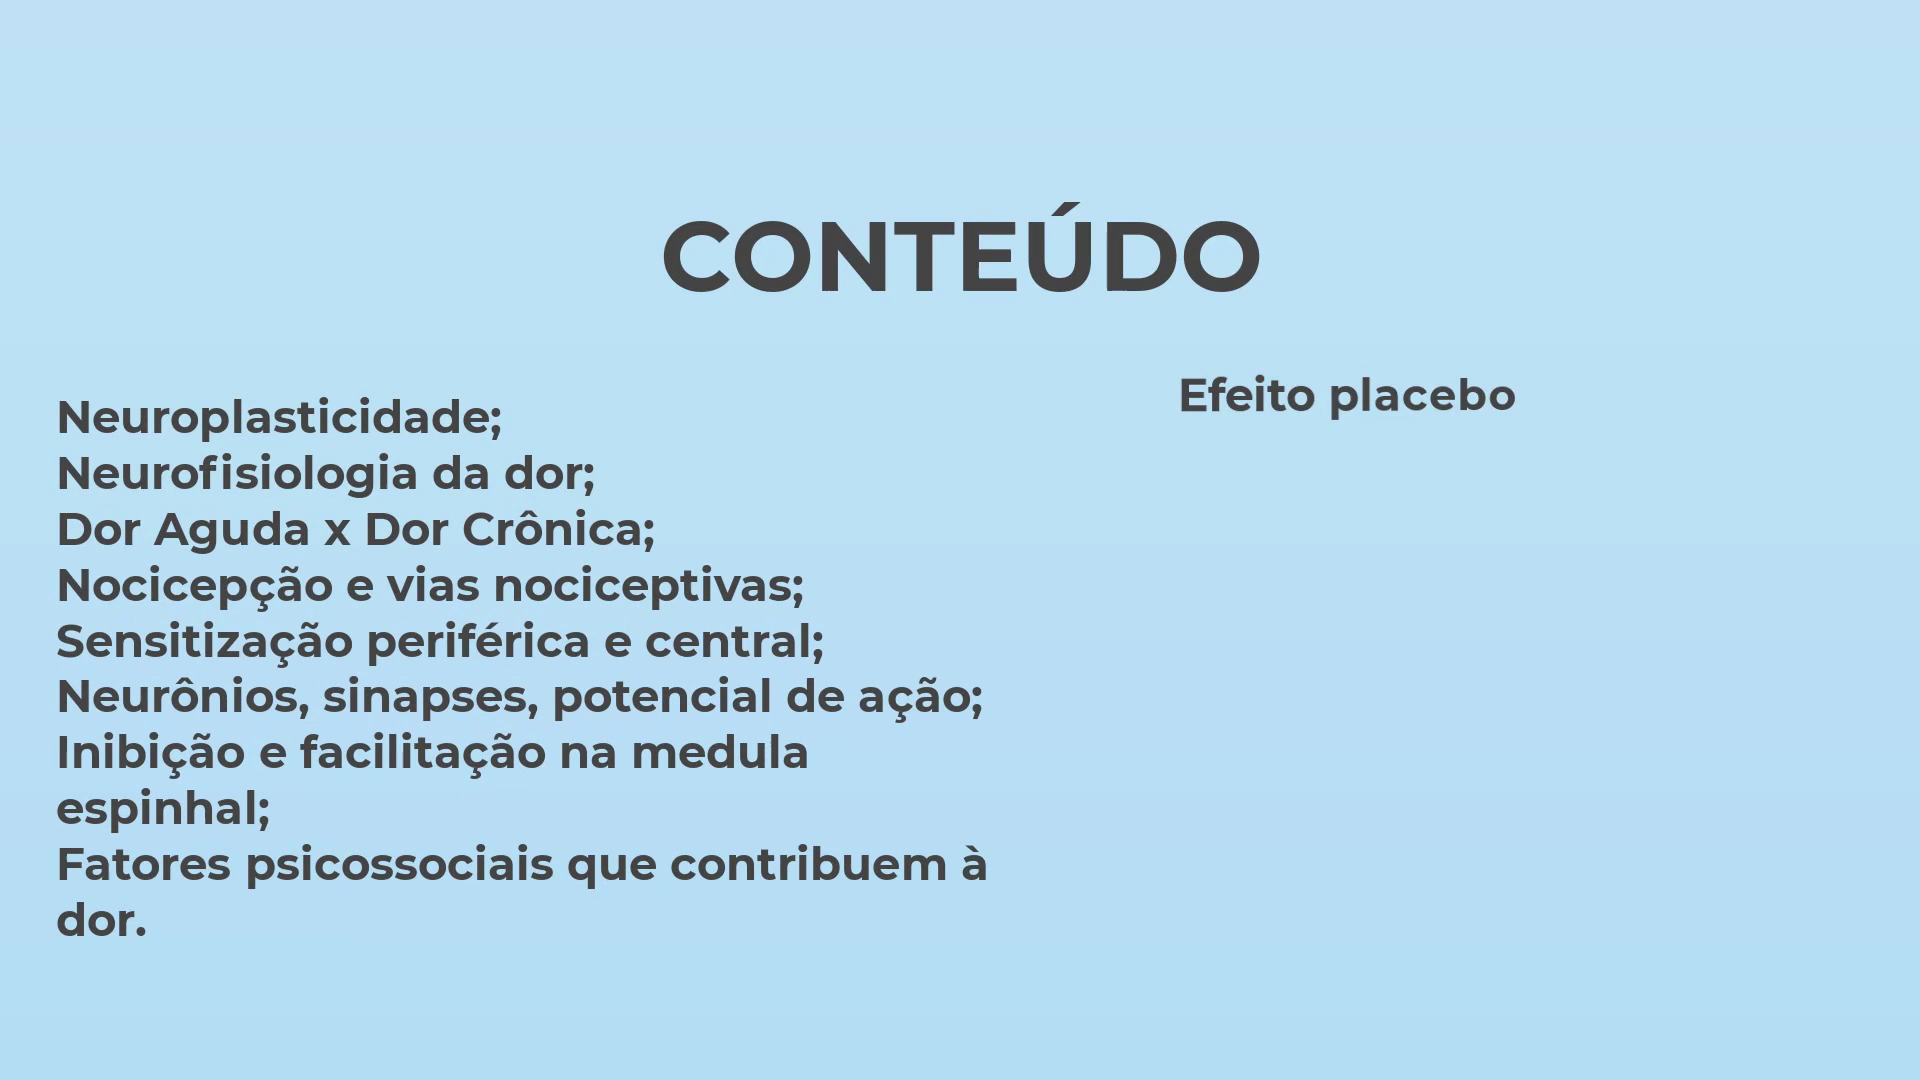 CONTEÚDO
Neuroplasticidade;
Neurofisiologia da dor;
Dor Aguda x Dor Crônica;
Nocicepção e vias nociceptivas;
Sensitização periférica e central;
Neurônios, sinapses, potencial de ação;
Inibição e facilitação na medula
espinhal;
Fatores psicossociais que contribuem à
dor.
Efeito placebo